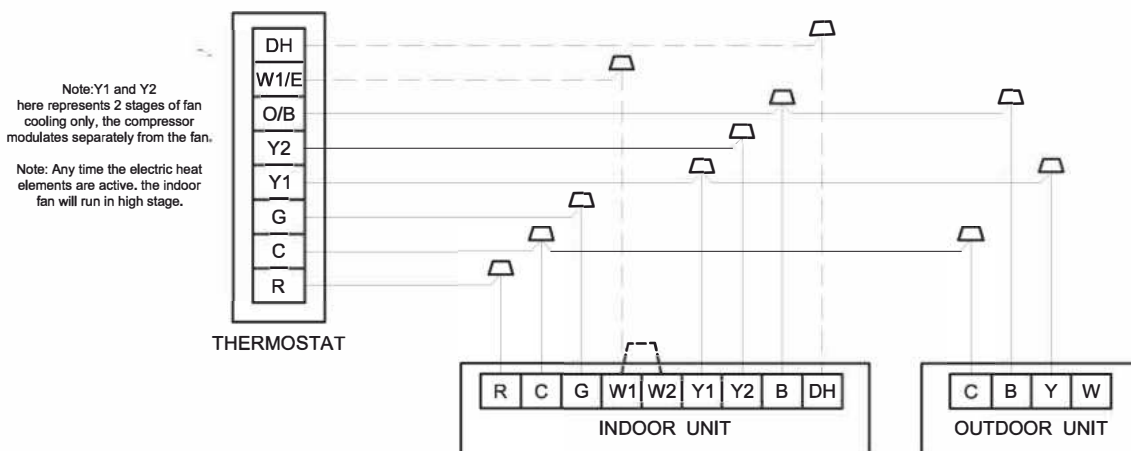 DH
W1/E
O/B
Y2
Y1
G
C
R
THERMOSTAT
Note:Y1 and Y2
here represents 2 stages of fan
cooling only, the compressor
modulates separately from the fan.
Note: Any time the electric heat
elements are active. the indoor
fan will run in high stage.
R C G W1 W2 Y1 Y2 B DH
INDOOR UNIT
C B Y W
OUTDOOR UNIT